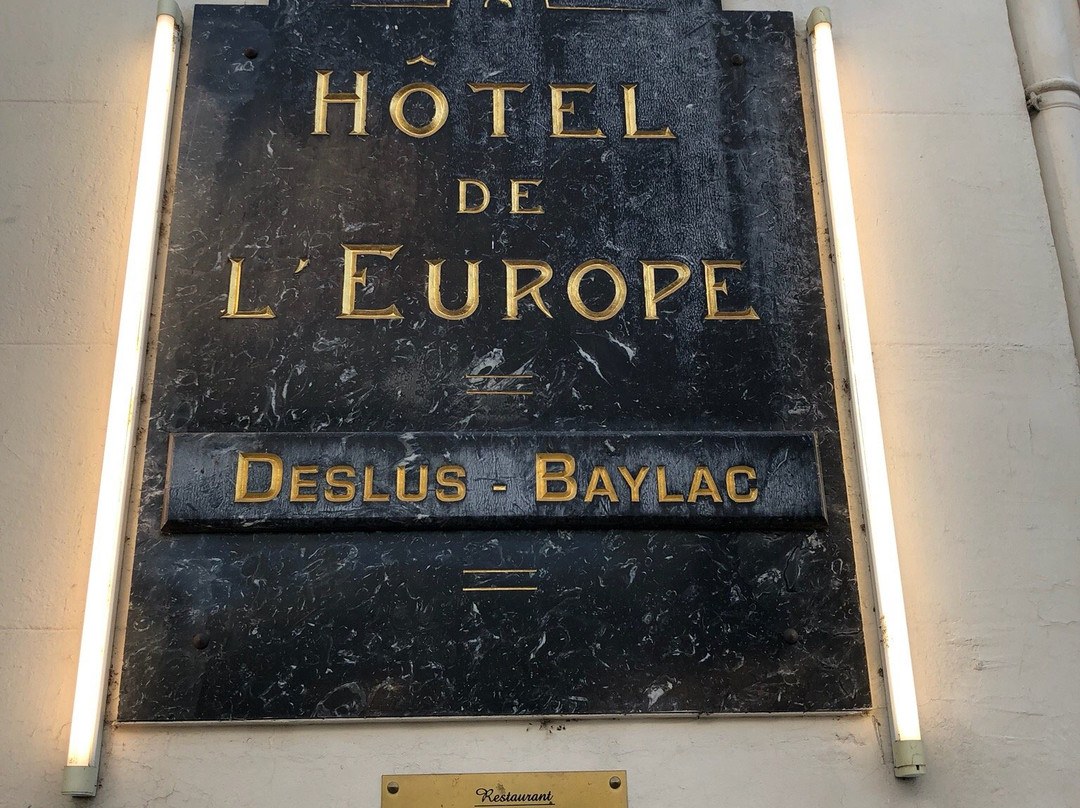 HÔTEL
DE
L'EUROPE
DESLUS - BAYLAC
Restaurant